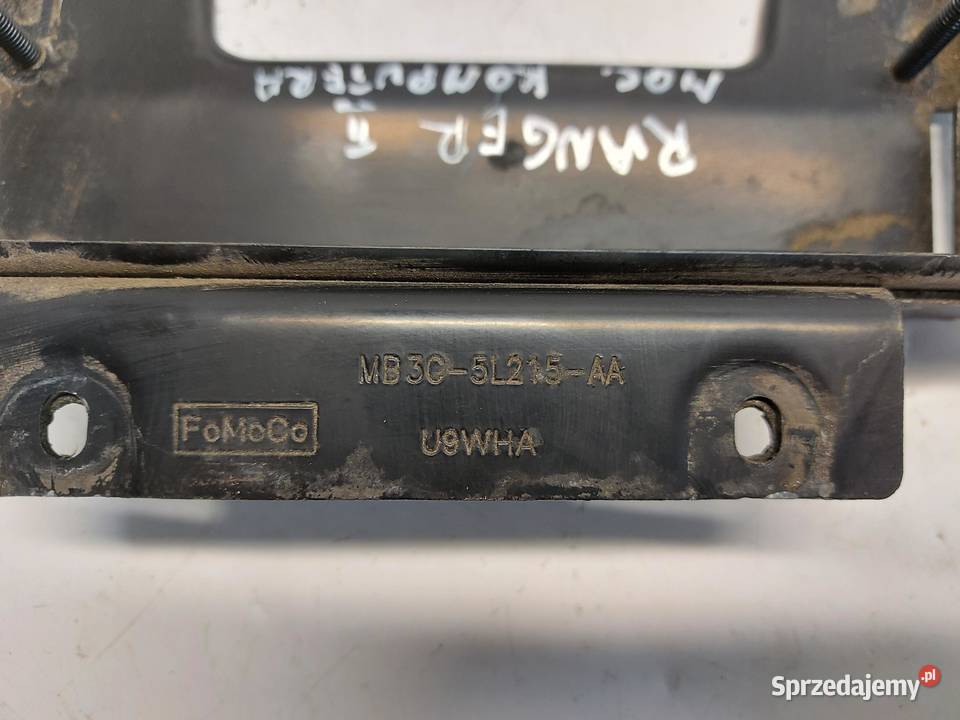 MOC. KOMPUTERA
RANGER
MB3C-5L215-AA
FoMoCo
U9WHA
Sprzedajemy.pl